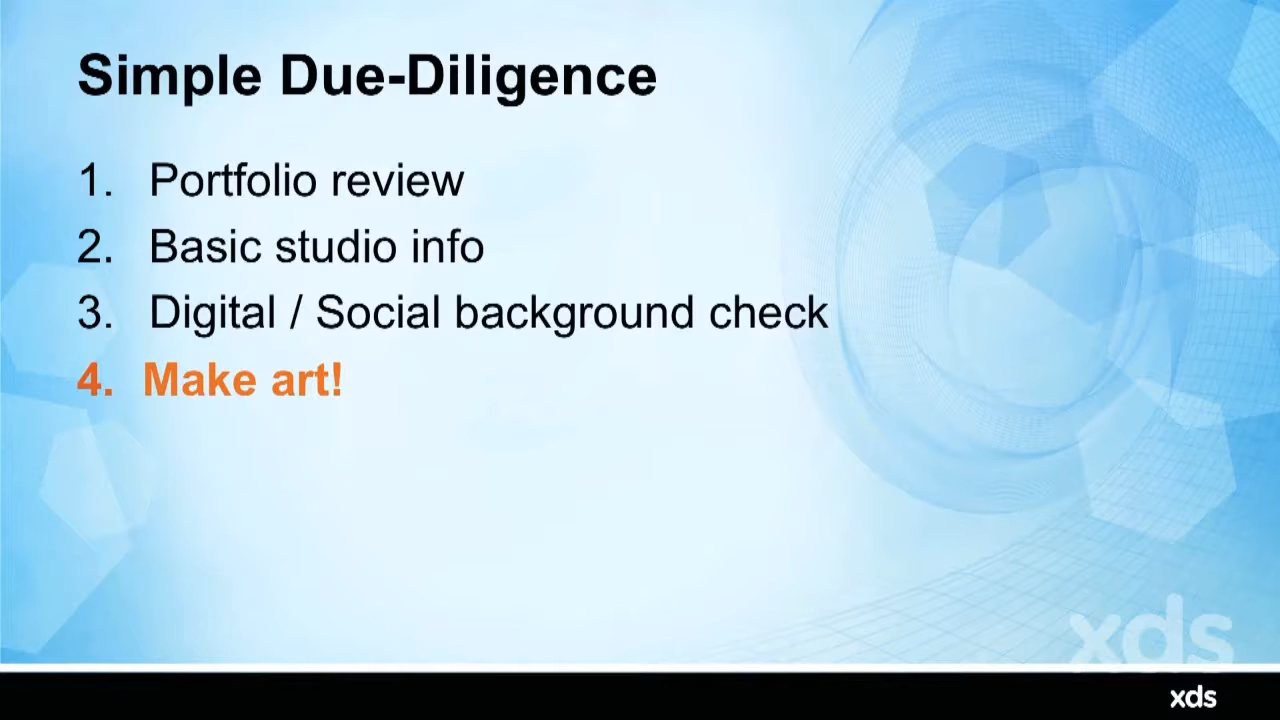 Simple Due-Diligence
1. Portfolio review
2. Basic studio info
3. Digital / Social background check
4. Make art!
xds
xds